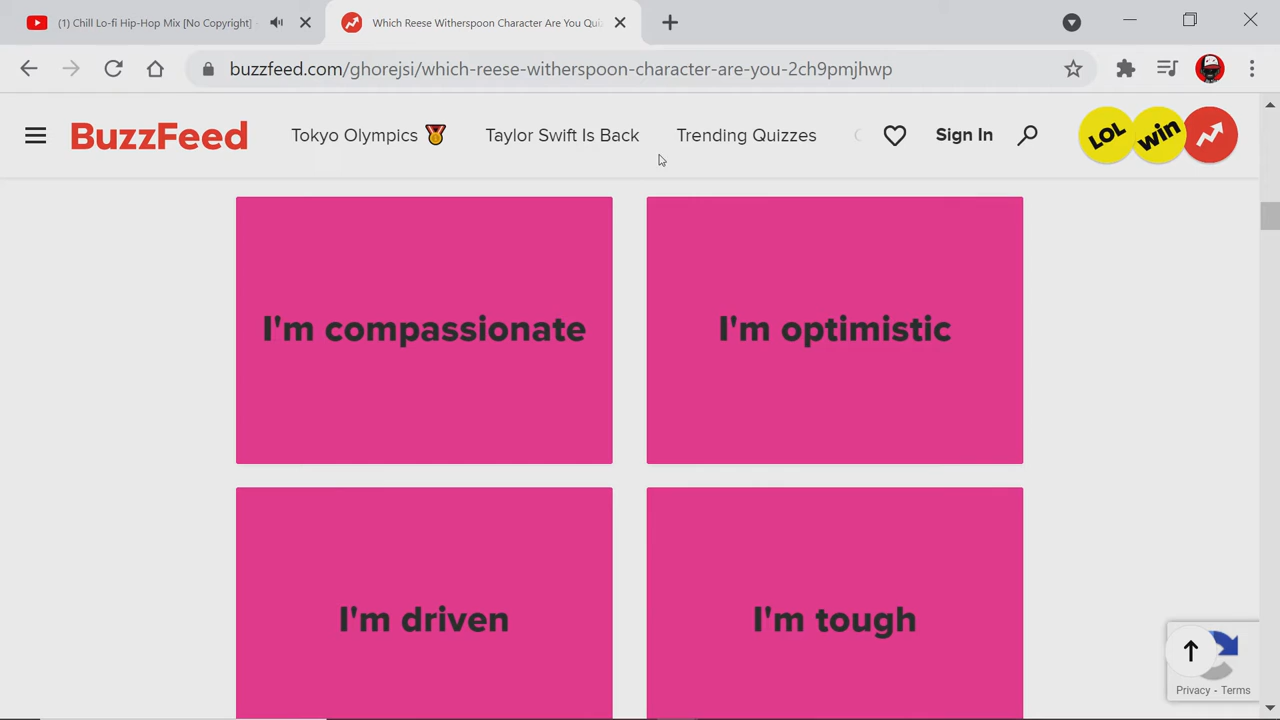 (1) Chill Lo-fi Hip-Hop Mix [No Copyright]
Which Reese Witherspoon Character Are You Qui
buzzfeed.com/ghorejsi/which-reese-witherspoon-character-are-you-2ch9pmjhwp
BuzzFeed
Tokyo Olympics
Taylor Swift Is Back
Trending Quizzes
Sign In
LOL
win
I'm compassionate
I'm optimistic
I'm driven
I'm tough
Privacy - Terms